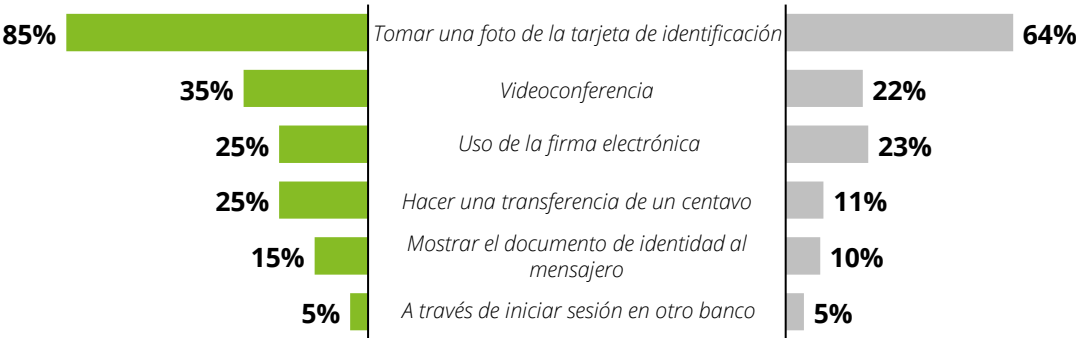 85% Tomar una foto de la tarjeta de identificación 64%
35% Videoconferencia 22%
25% Uso de la firma electrónica 23%
25% Hacer una transferencia de un centavo 11%
Mostrar el documento de identidad al
15% mensajero 10%
5% A través de iniciar sesión en otro banco 5%